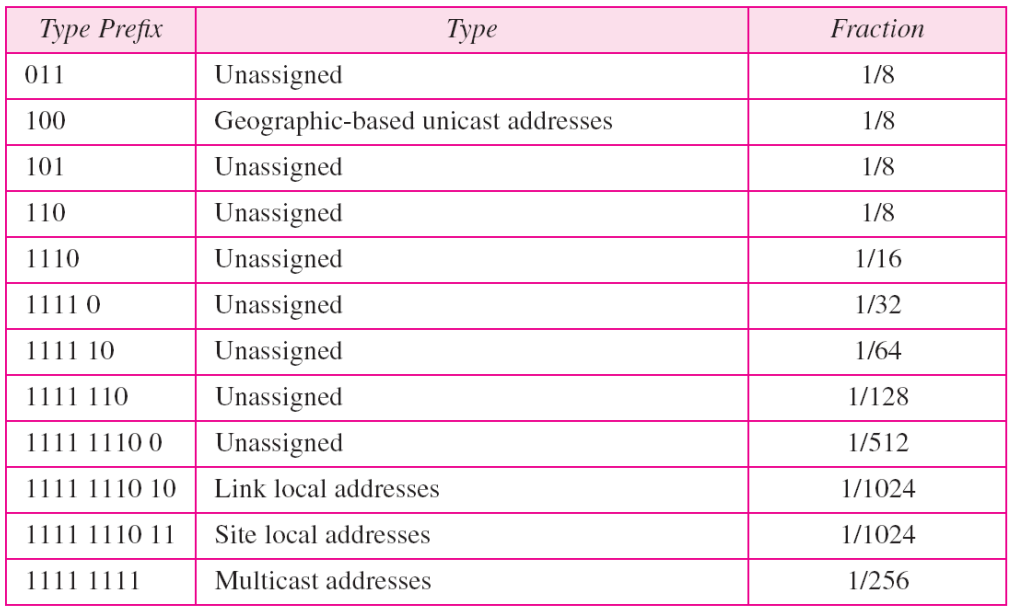 Type Prefix Type Fraction
011 Unassigned 1/8
100 Geographic-based unicast addresses 1/8
101 Unassigned 1/8
110 Unassigned 1/8
1110 Unassigned 1/16
1111 0 Unassigned 1/32
1111 10 Unassigned 1/64
1111 110 Unassigned 1/128
1111 1110 0 Unassigned 1/512
1111 1110 10 Link local addresses 1/1024
1111 1110 11 Site local addresses 1/1024
1111 1111 Multicast addresses 1/256